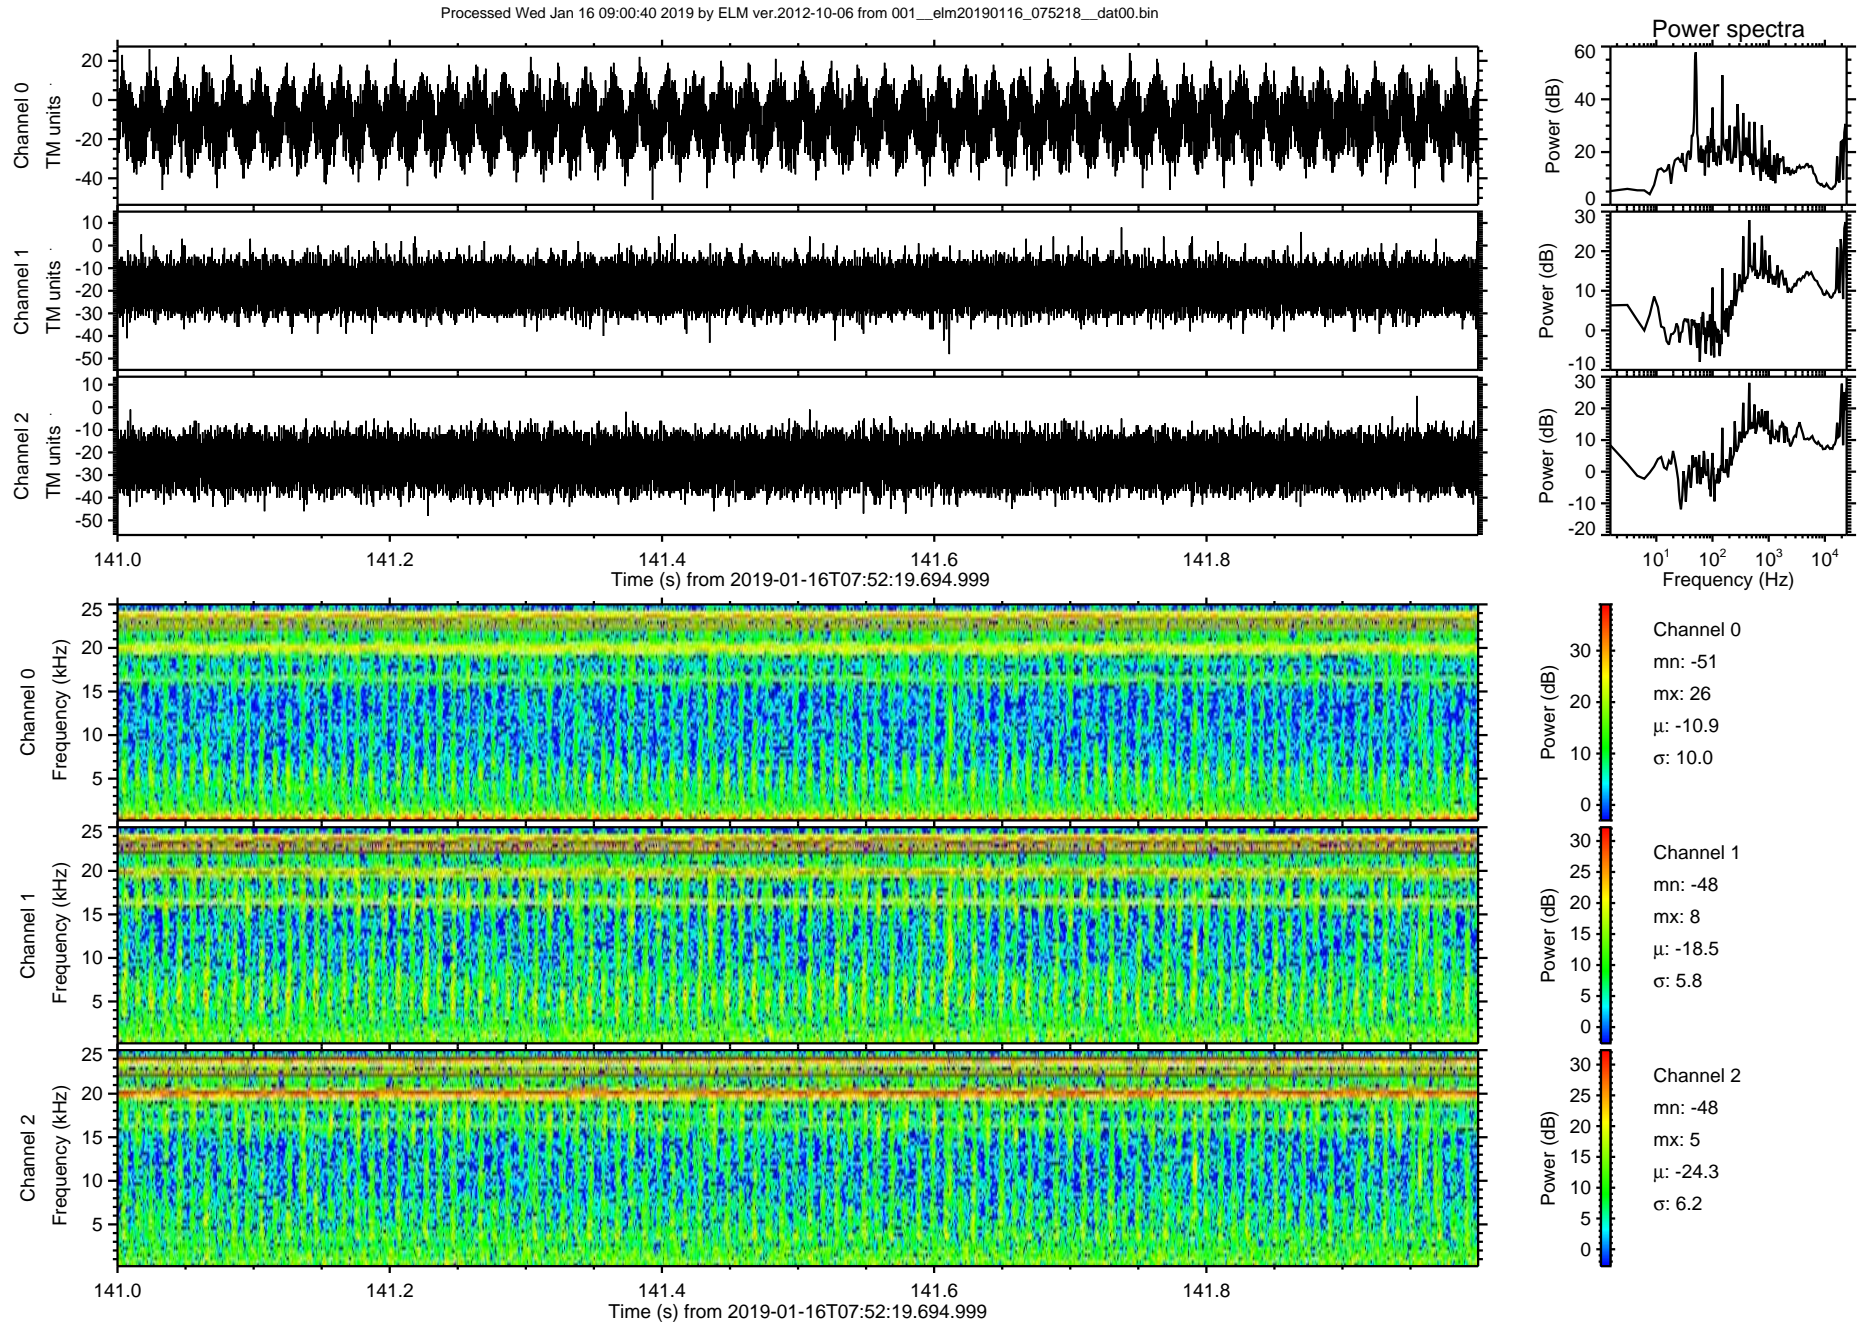 Processed Wed Jan 16 09:00:40 2019 by ELM ver.2012-10-06 from 001__elm20190116_075218__dat00.bin
Power spectra
Channel 0
TM units
20
0
-20
-40
Power (dB)
60
40
20
0
Channel 1
TM units
10
0
-10
-20
-30
-40
-50
Power (dB)
30
20
10
0
-10
Channel 2
TM units
10
0
-10
-20
-30
-40
-50
Power (dB)
30
20
10
0
-10
-20
141.0 141.2 141.4 141.6 141.8
Time (s) from 2019-01-16T07:52:19.694.999
10¹ 10² 10³ 10⁴
Frequency (Hz)
Channel 0
Frequency (kHz)
25
20
15
10
5
Power (dB)
30
20
10
0
Channel 0
mn: -51
mx: 26
μ: -10.9
σ: 10.0
Channel 1
Frequency (kHz)
25
20
15
10
5
Power (dB)
30
25
20
15
10
5
0
Channel 1
mn: -48
mx: 8
μ: -18.5
σ: 5.8
Channel 2
Frequency (kHz)
25
20
15
10
5
Power (dB)
30
25
20
15
10
5
0
Channel 2
mn: -48
mx: 5
μ: -24.3
σ: 6.2
141.0 141.2 141.4 141.6 141.8
Time (s) from 2019-01-16T07:52:19.694.999